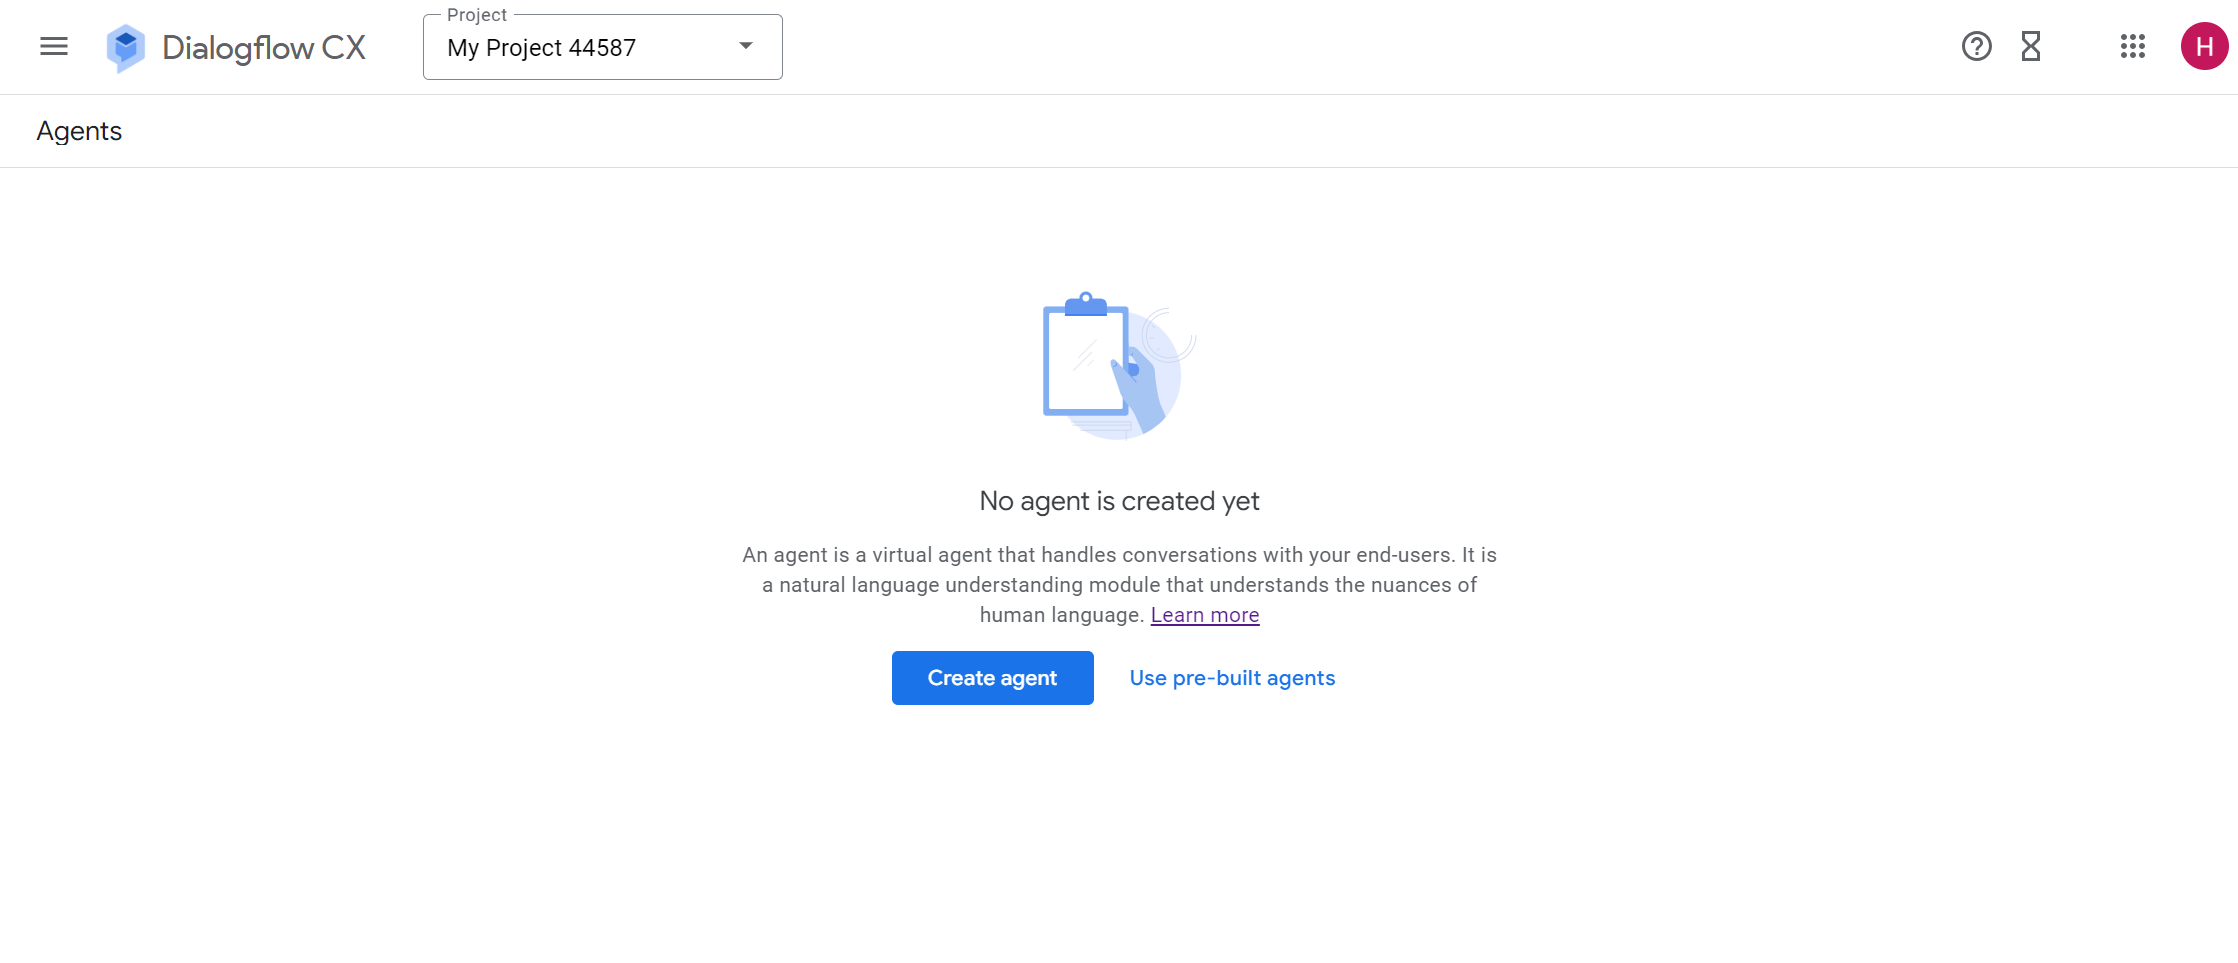 Dialogflow CX
Project
My Project 44587
H
Agents
No agent is created yet
An agent is a virtual agent that handles conversations with your end-users. It is
a natural language understanding module that understands the nuances of
human language. Learn more
Create agent
Use pre-built agents